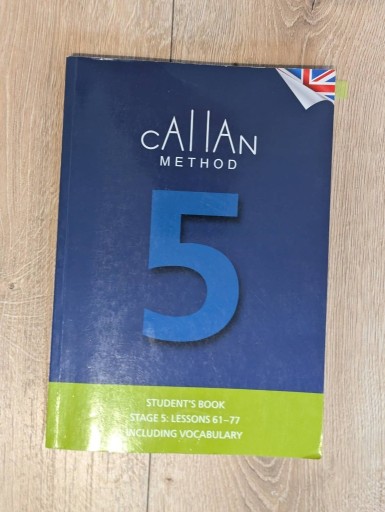 CALLAN
METHOD
5
STUDENT'S BOOK
STAGE 5: LESSONS 61–77
INCLUDING VOCABULARY